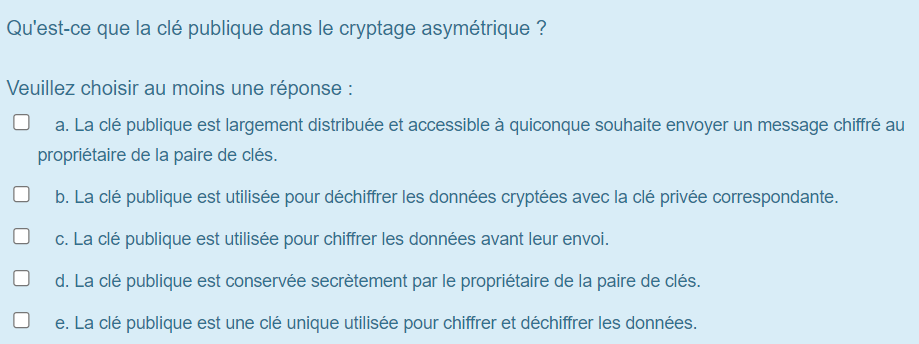 Qu'est-ce que la clé publique dans le cryptage asymétrique ?
Veuillez choisir au moins une réponse :
a. La clé publique est largement distribuée et accessible à quiconque souhaite envoyer un message chiffré au
propriétaire de la paire de clés.
b. La clé publique est utilisée pour déchiffrer les données cryptées avec la clé privée correspondante.
c. La clé publique est utilisée pour chiffrer les données avant leur envoi.
d. La clé publique est conservée secrètement par le propriétaire de la paire de clés.
e. La clé publique est une clé unique utilisée pour chiffrer et déchiffrer les données.